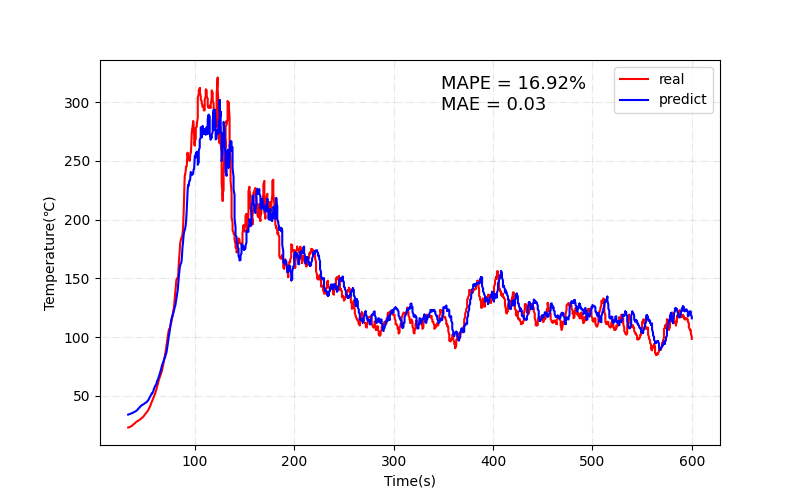 MAPE = 16.92%
MAE = 0.03
real
predict
Temperature(℃)
300
250
200
150
100
50
100
200
300
400
500
600
Time(s)